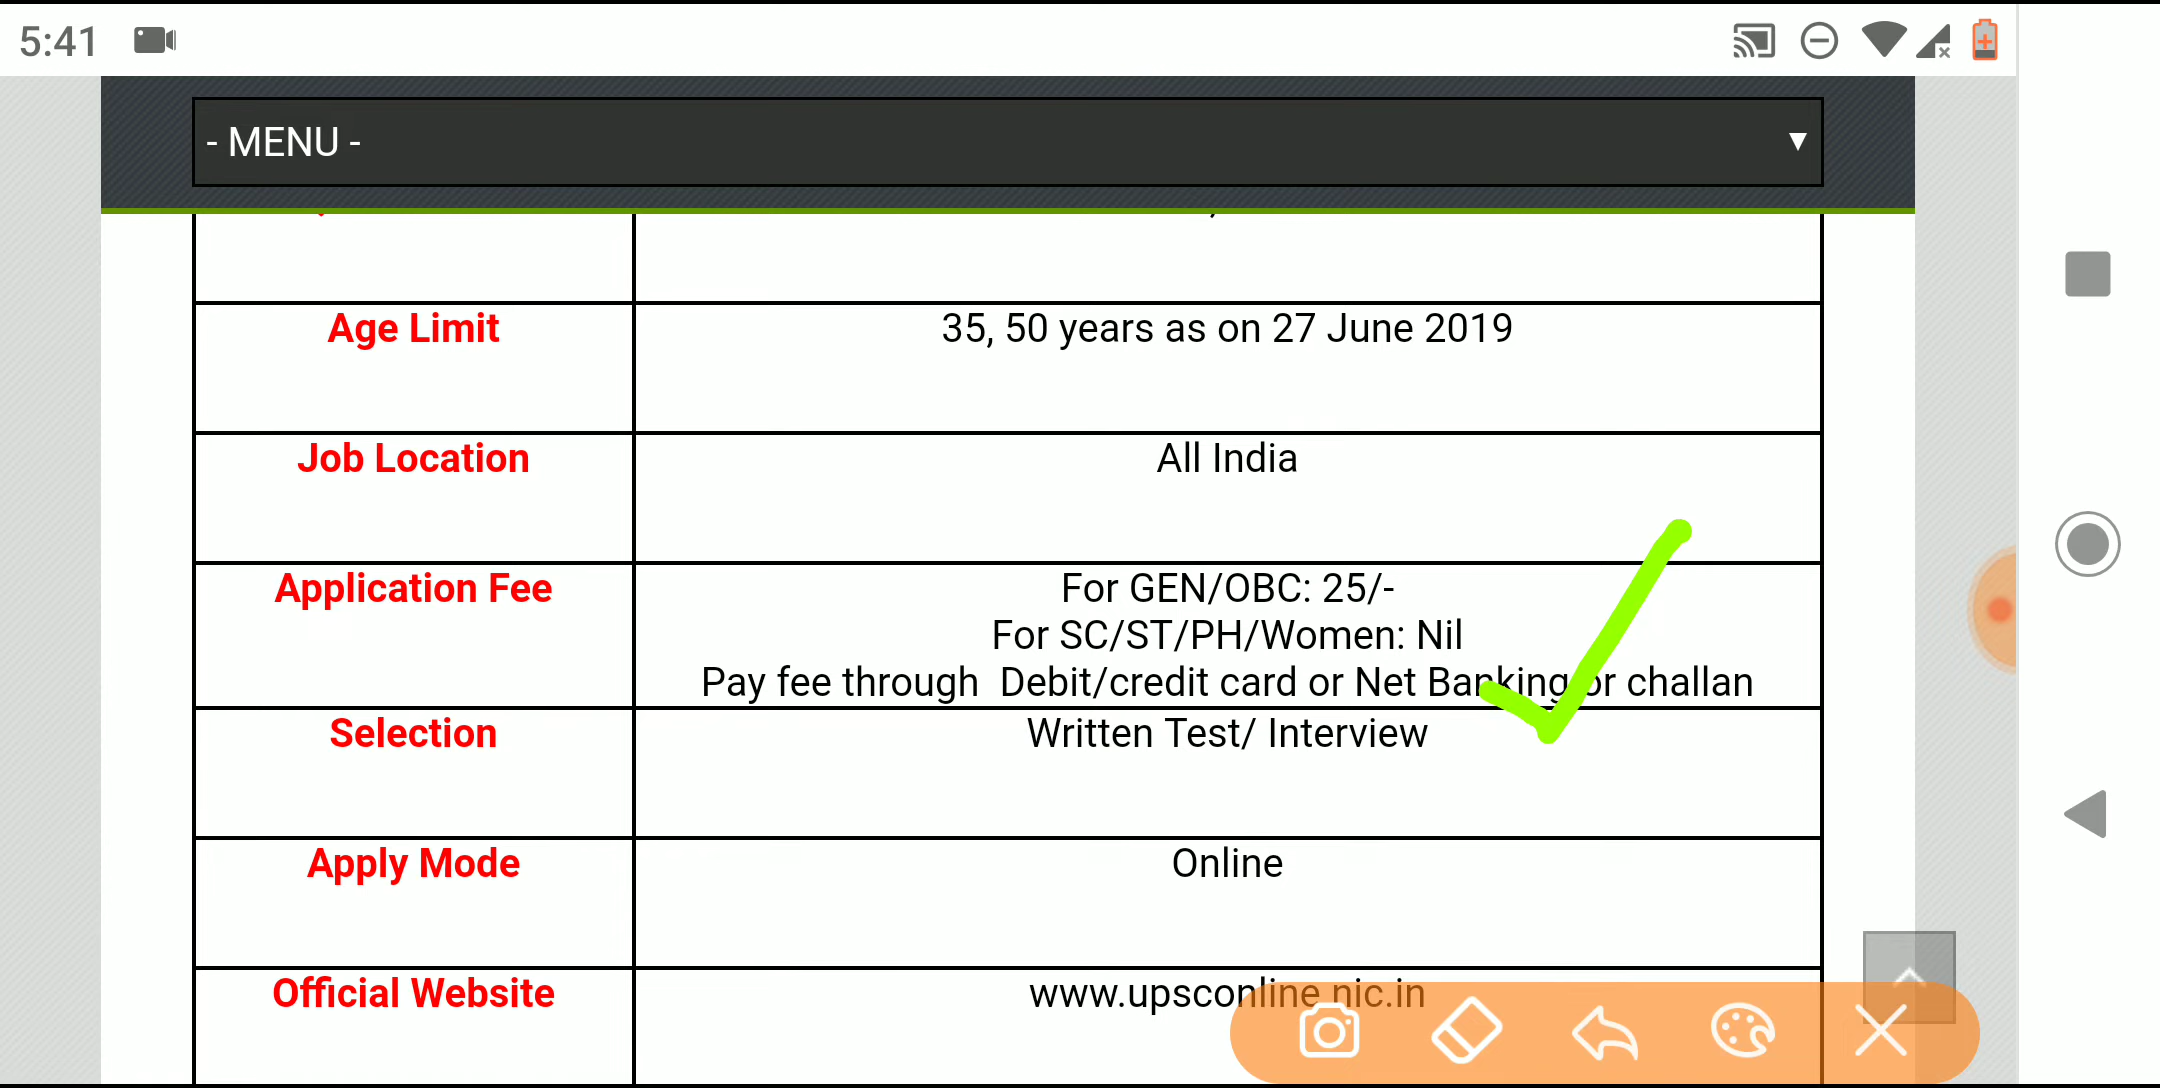 5:41
- MENU -
Age Limit
35, 50 years as on 27 June 2019
Job Location
All India
Application Fee
For GEN/OBC: 25/-
For SC/ST/PH/Women: Nil
Pay fee through Debit/credit card or Net Banking or challan
Selection
Written Test/ Interview
Apply Mode
Online
Official Website
www.upsconline.nic.in